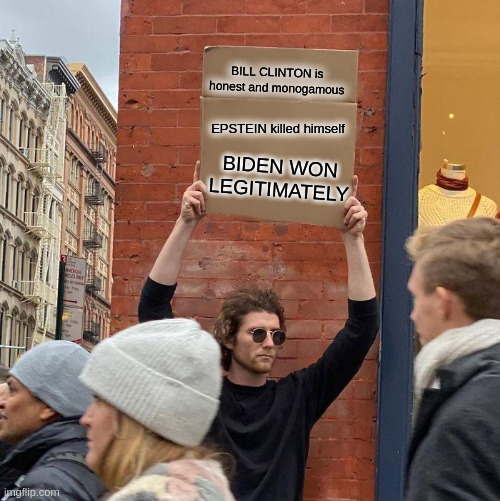 BILL CLINTON is
honest and monogamous
EPSTEIN killed himself
BIDEN WON
LEGITIMATELY
imgflip.com